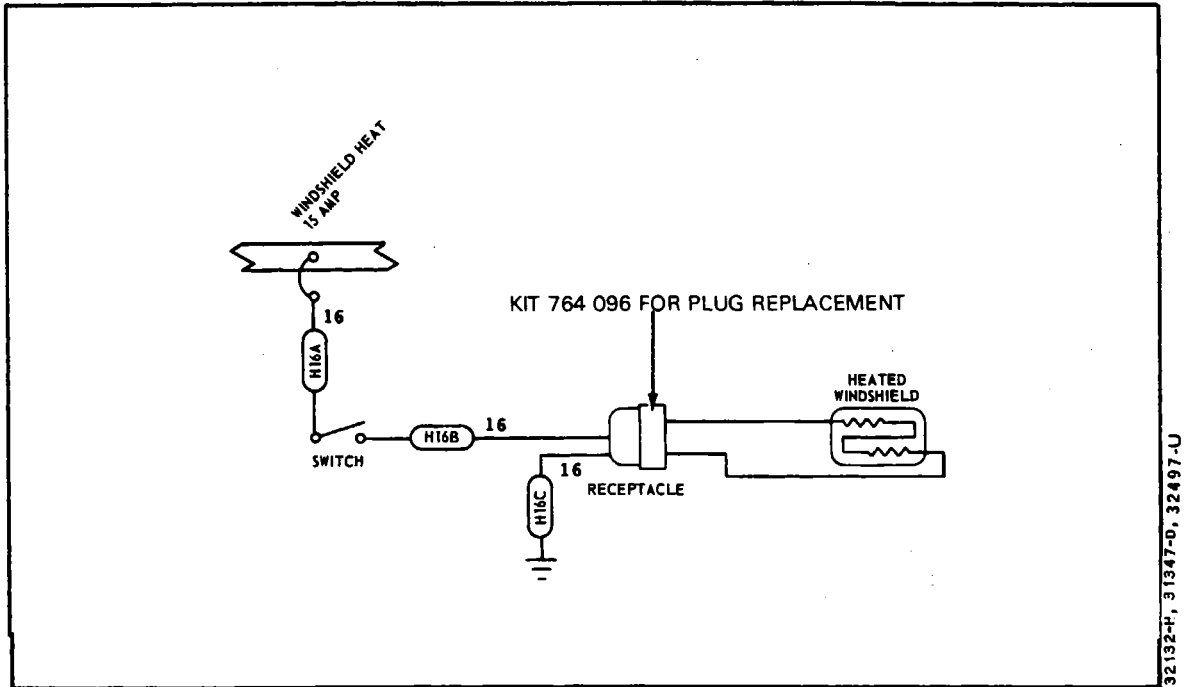 WINDSHIELD HEAT
15 AMP
16
H16A
SWITCH
H16B
16
16
H16C
KIT 764 096 FOR PLUG REPLACEMENT
RECEPTACLE
HEATED
WINDSHIELD
32132-H, 31347-D, 32497-U